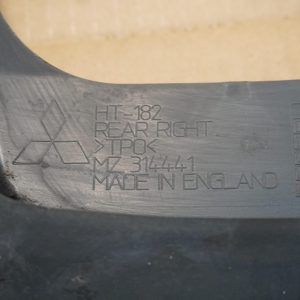 HT-182
REAR RIGHT
>TPO<
MZ 314441
MADE IN ENGLAND